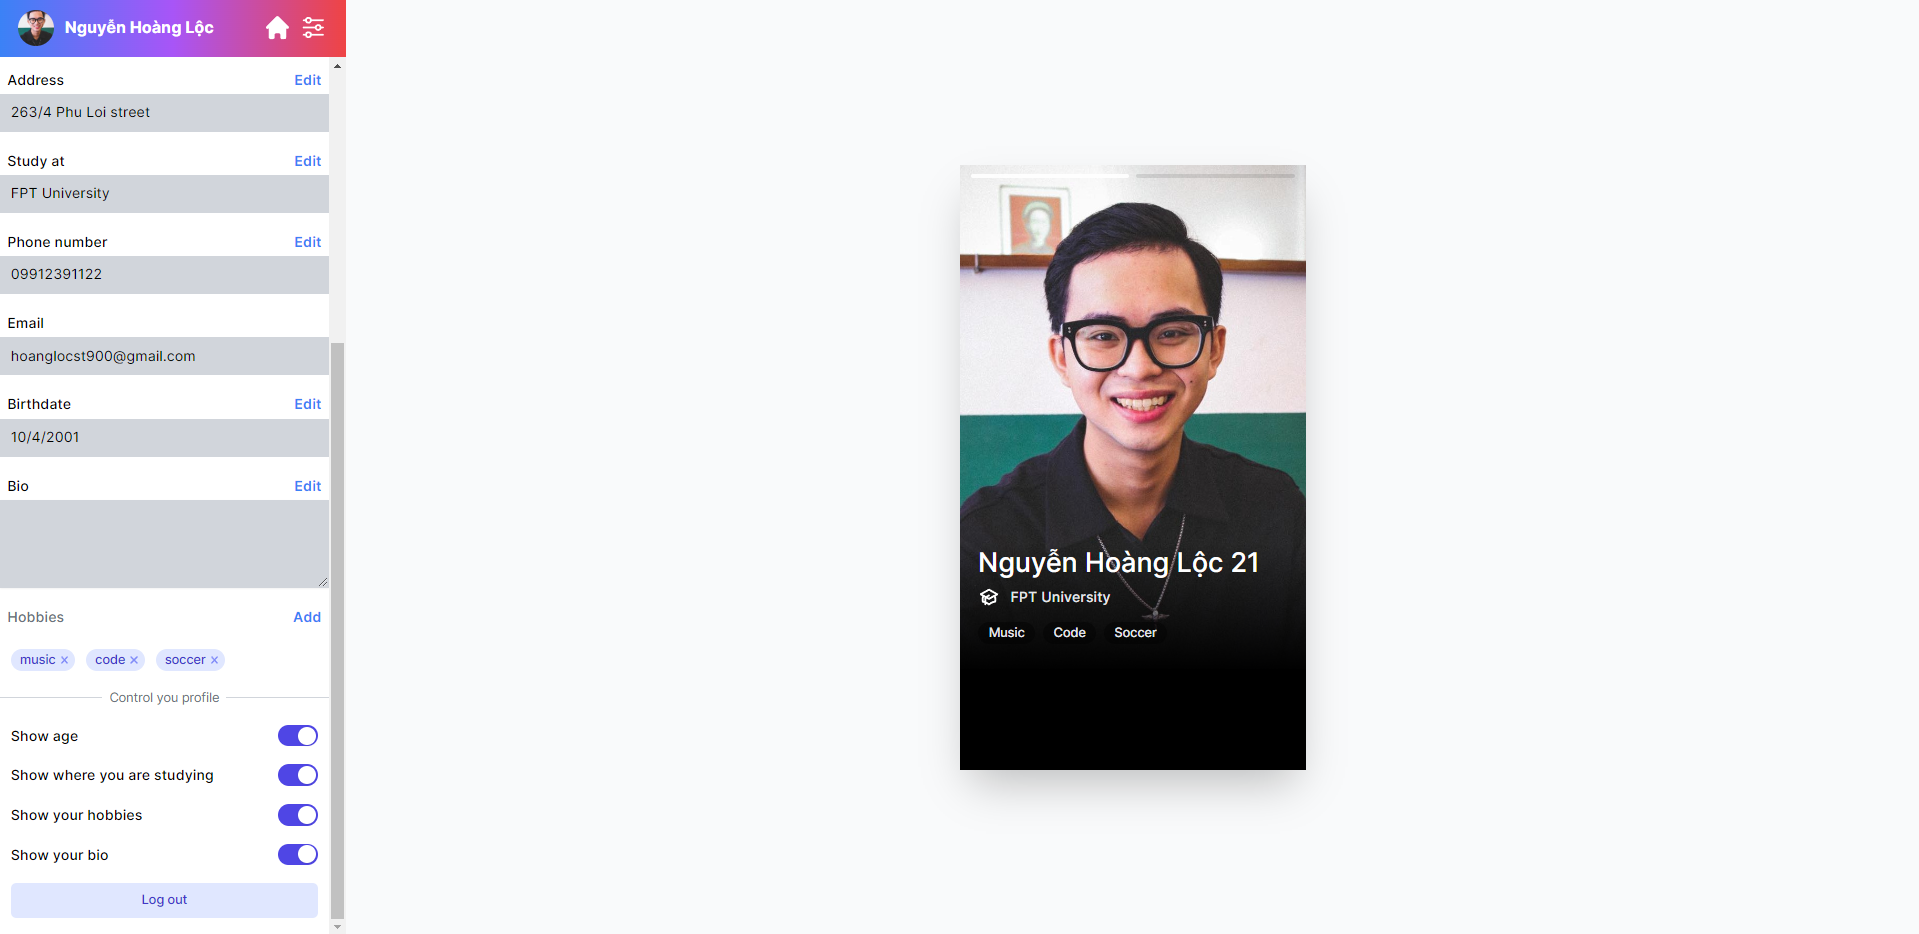 Nguyễn Hoàng Lộc
Address Edit
263/4 Phu Loi street
Study at Edit
FPT University
Phone number Edit
09912391122
Email
hoanglocst900@gmail.com
Birthdate Edit
10/4/2001
Bio Edit
Hobbies Add
music × code × soccer ×
Control you profile
Show age
Show where you are studying
Show your hobbies
Show your bio
Log out
Nguyễn Hoàng Lộc 21
FPT University
Music Code Soccer